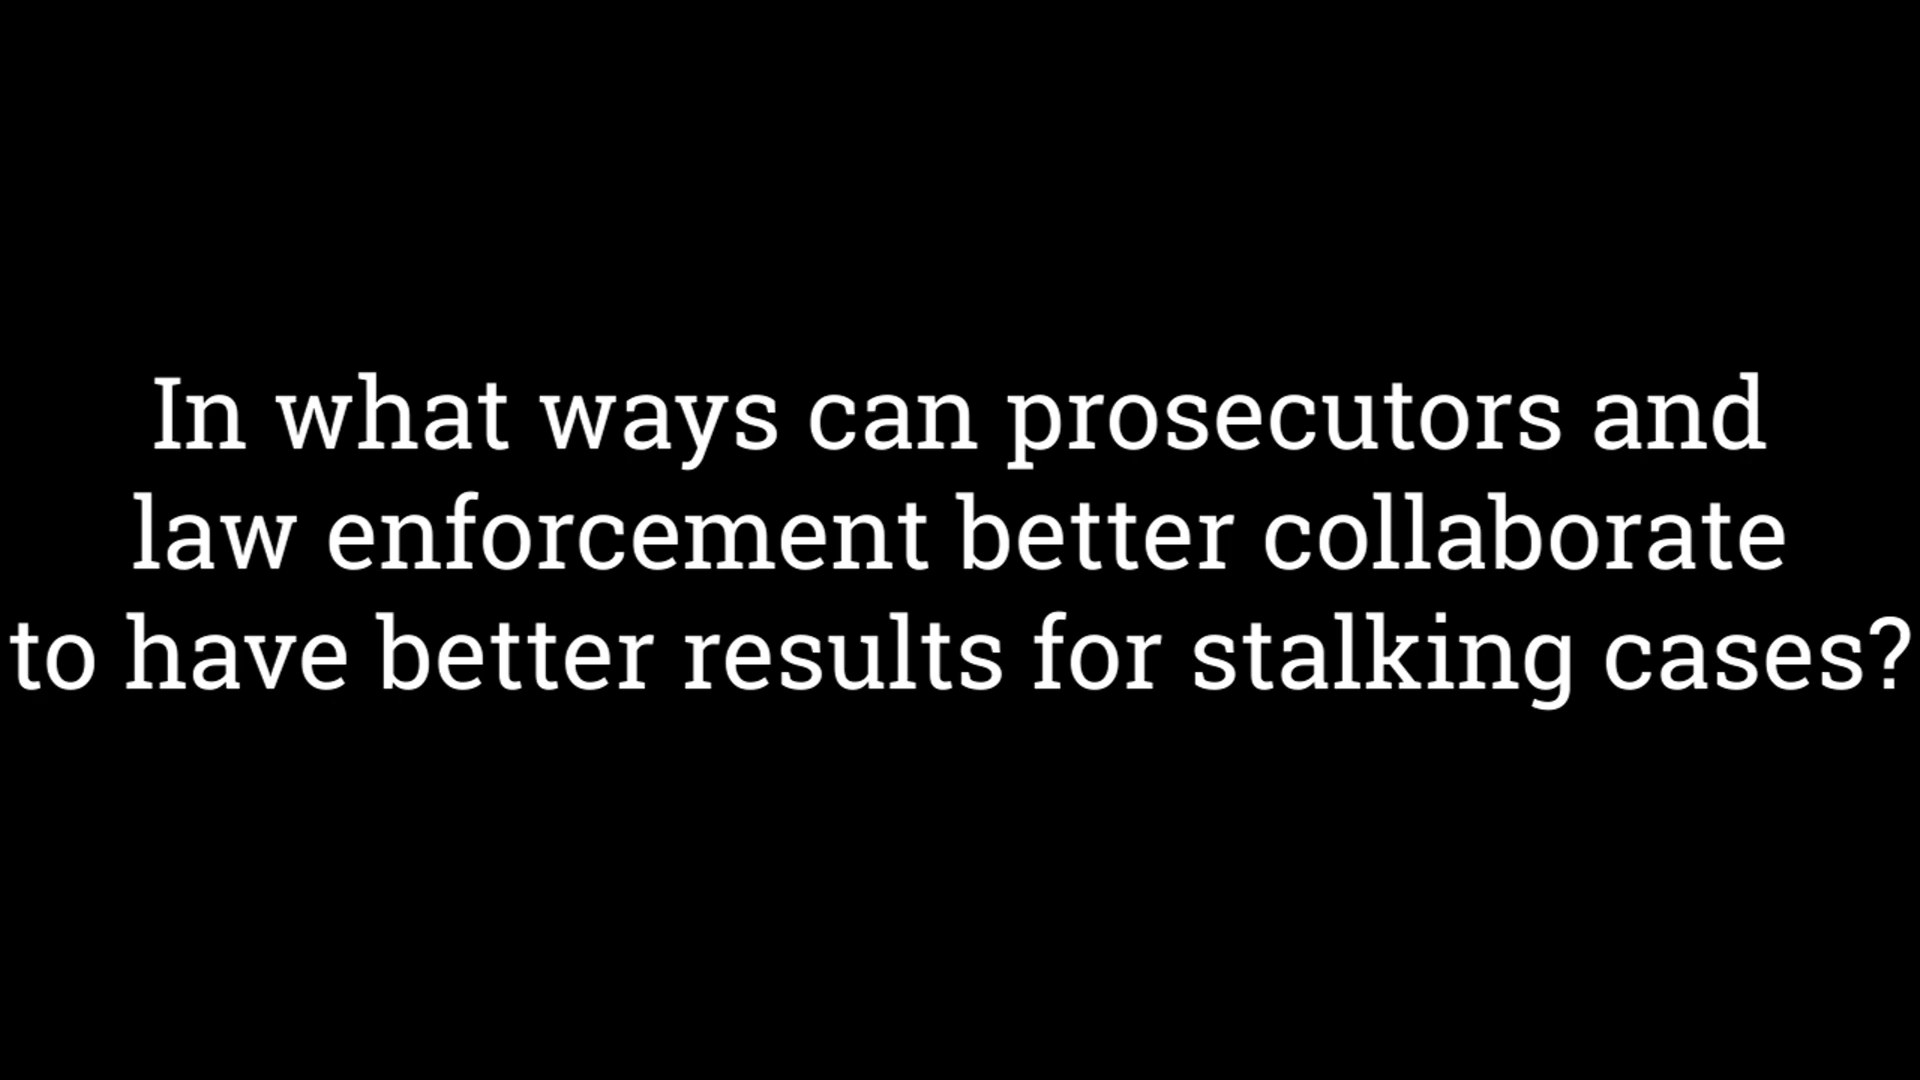 In what ways can prosecutors and
law enforcement better collaborate
to have better results for stalking cases?